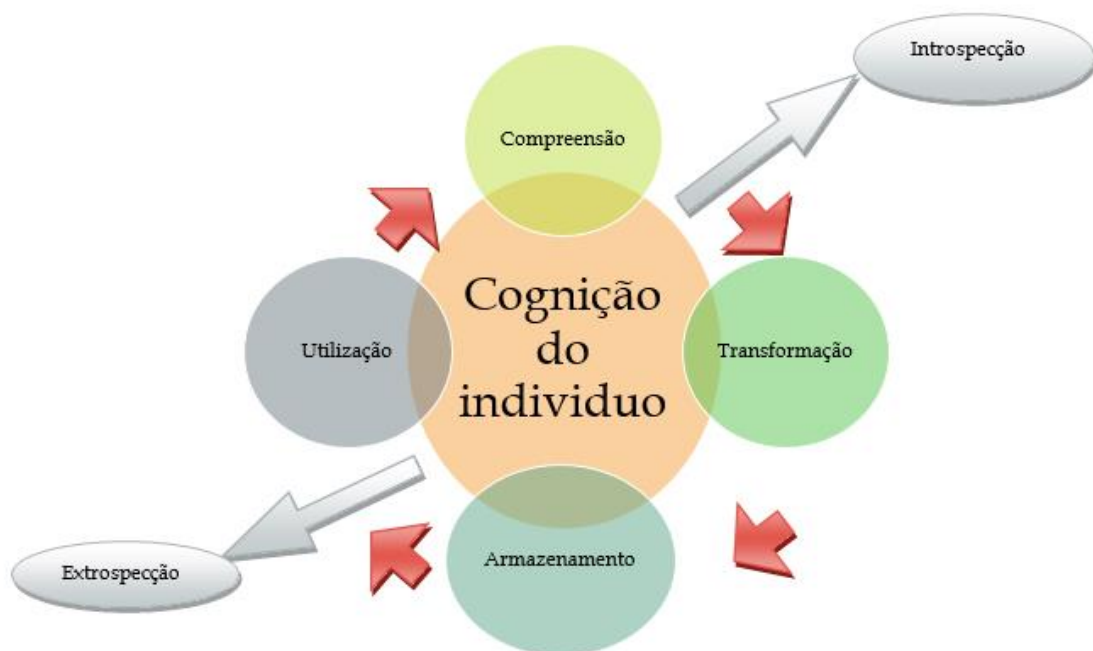 Introspecção
Compreensão
Cognição
do
individuo
Utilização
Transformação
Armazenamento
Extrospecção